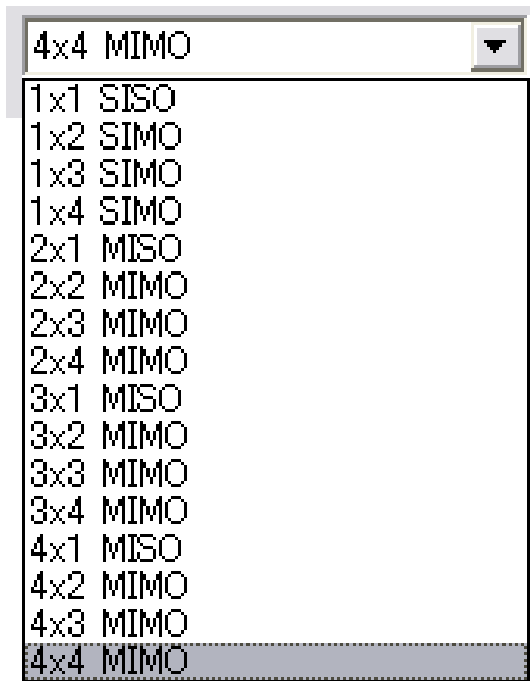 4x4 MIMO
1x1 SISO
1x2 SIMO
1x3 SIMO
1x4 SIMO
2x1 MISO
2x2 MIMO
2x3 MIMO
2x4 MIMO
3x1 MISO
3x2 MIMO
3x3 MIMO
3x4 MIMO
4x1 MISO
4x2 MIMO
4x3 MIMO
4x4 MIMO